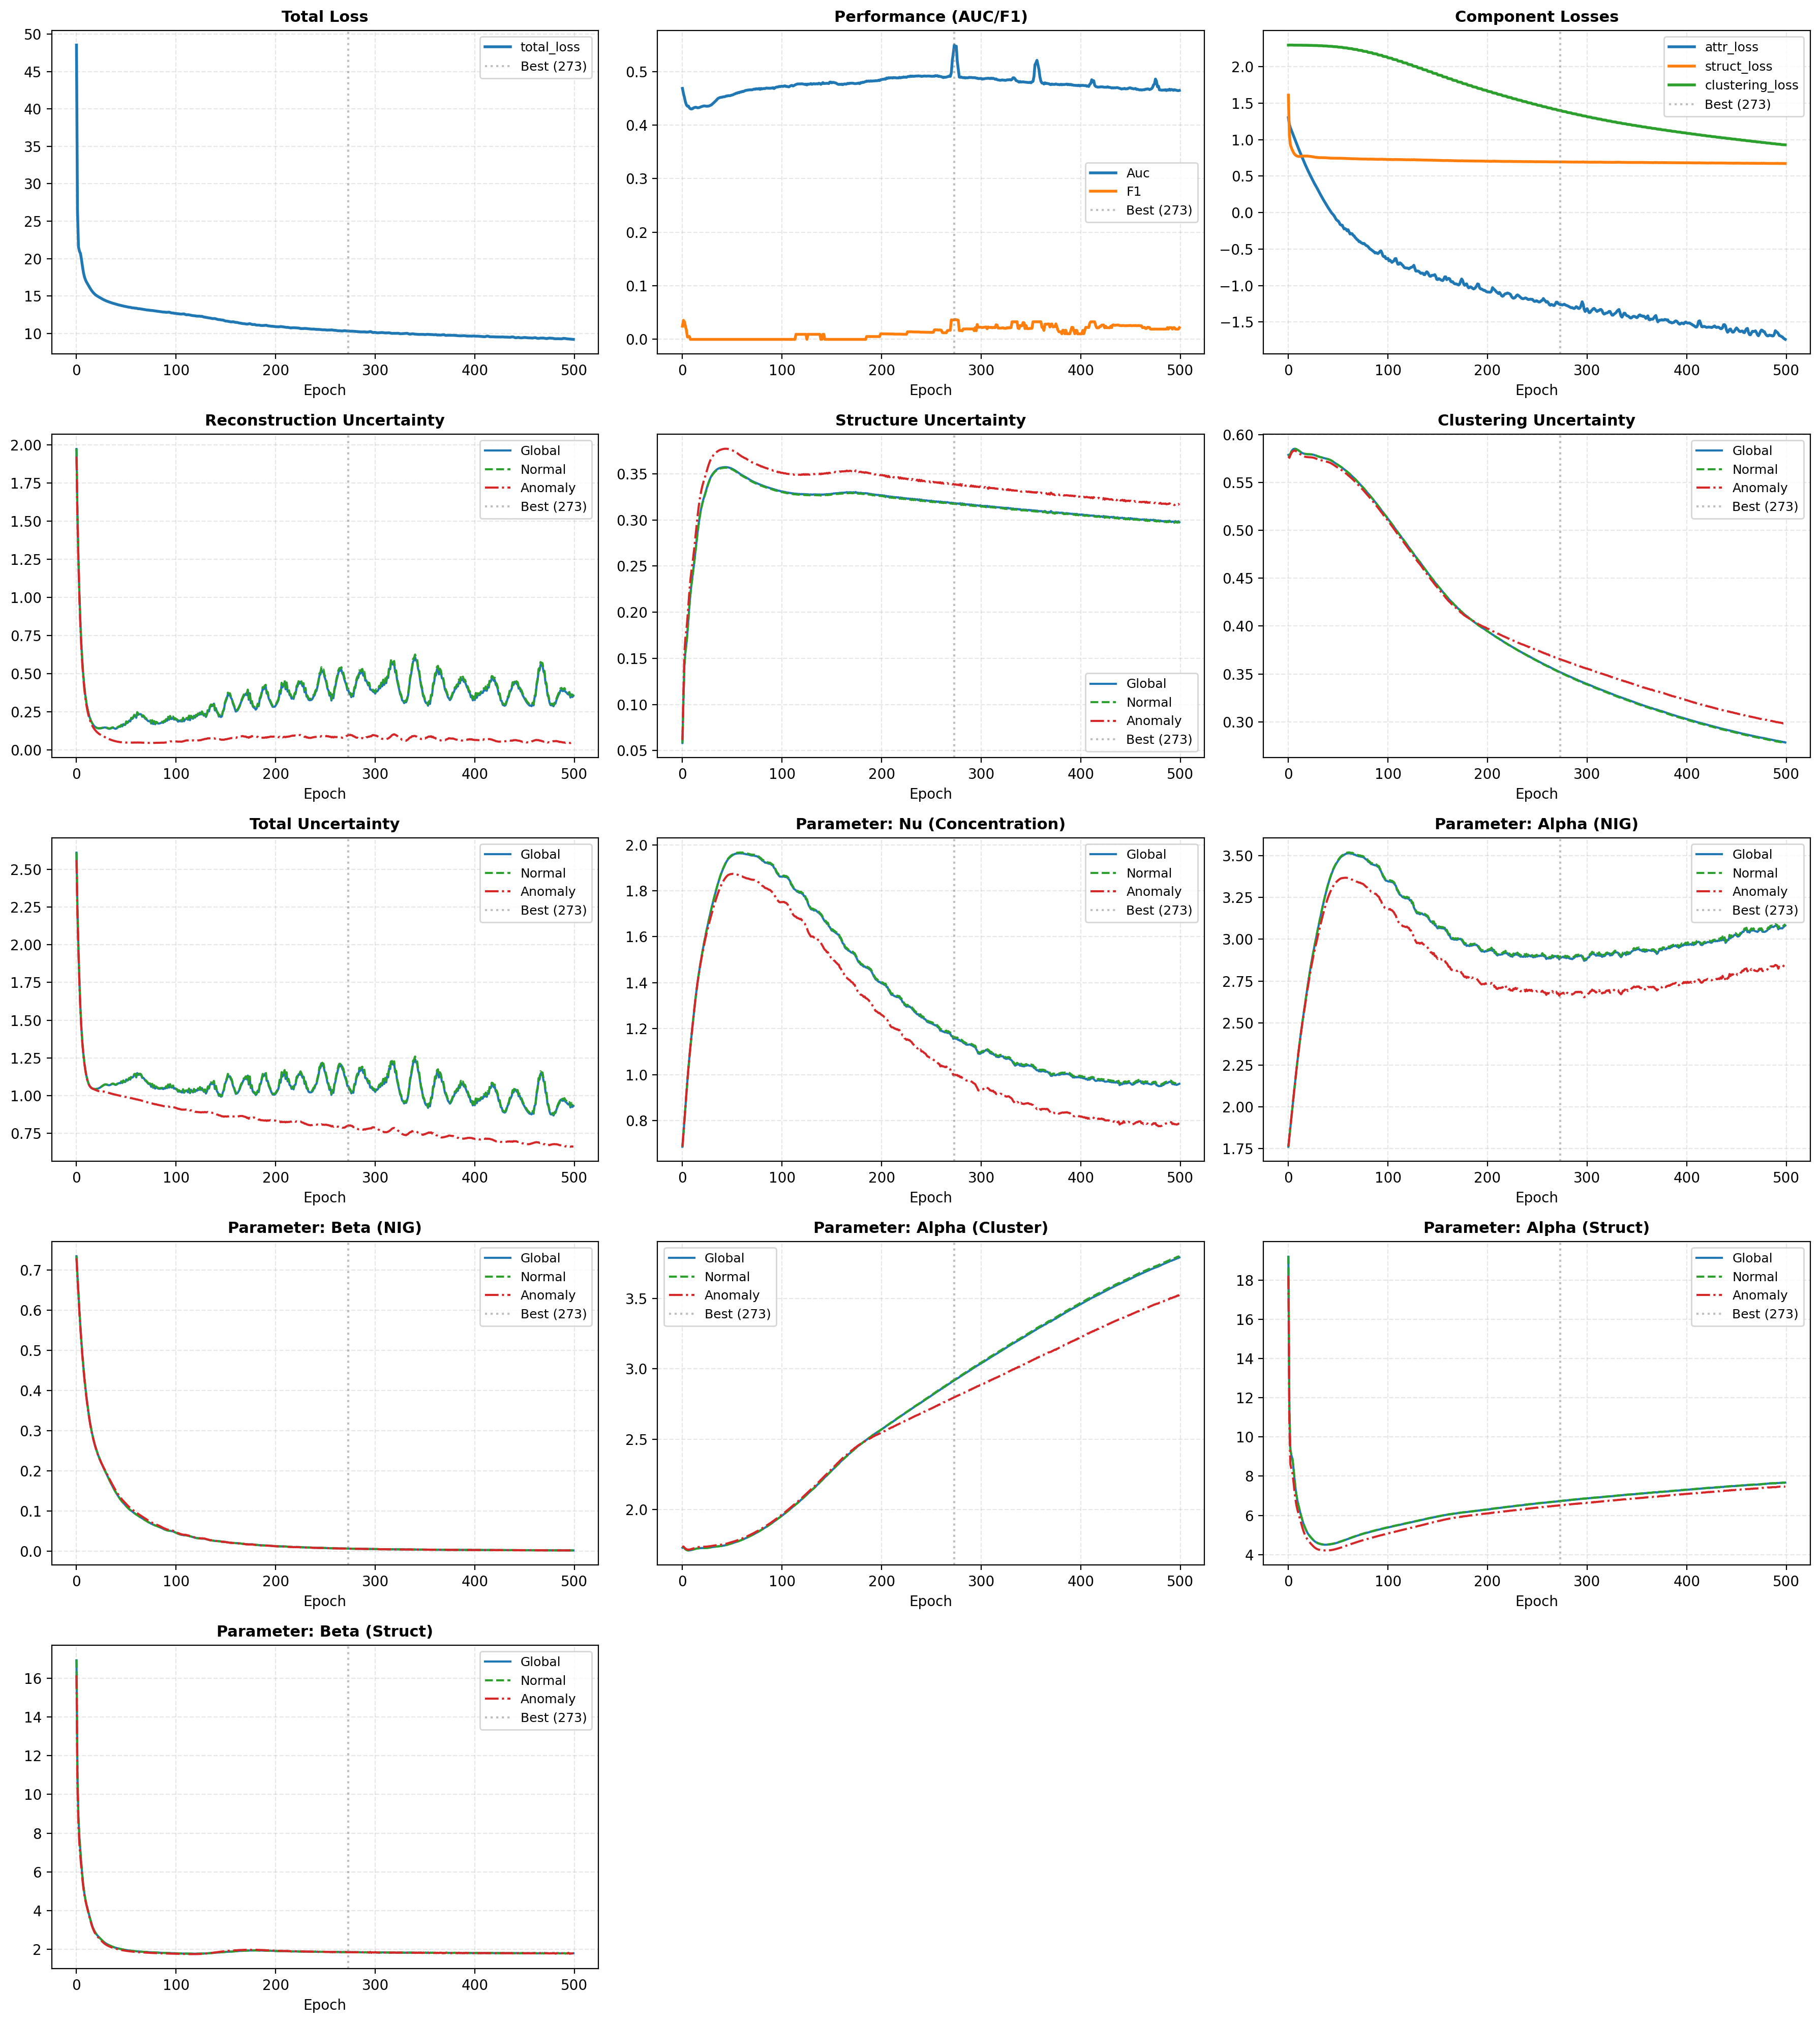 Total Loss
50
45
40
35
30
25
20
15
10
total_loss
Best (273)
0 100 200 300 400 500
Epoch
Performance (AUC/F1)
0.5
0.4
0.3
0.2
0.1
0.0
Auc
F1
Best (273)
0 100 200 300 400 500
Epoch
Component Losses
2.0
1.5
1.0
0.5
0.0
−0.5
−1.0
−1.5
attr_loss
struct_loss
clustering_loss
Best (273)
0 100 200 300 400 500
Epoch
Reconstruction Uncertainty
2.00
1.75
1.50
1.25
1.00
0.75
0.50
0.25
0.00
Global
Normal
Anomaly
Best (273)
0 100 200 300 400 500
Epoch
Structure Uncertainty
0.35
0.30
0.25
0.20
0.15
0.10
0.05
Global
Normal
Anomaly
Best (273)
0 100 200 300 400 500
Epoch
Clustering Uncertainty
0.60
0.55
0.50
0.45
0.40
0.35
0.30
Global
Normal
Anomaly
Best (273)
0 100 200 300 400 500
Epoch
Total Uncertainty
2.50
2.25
2.00
1.75
1.50
1.25
1.00
0.75
Global
Normal
Anomaly
Best (273)
0 100 200 300 400 500
Epoch
Parameter: Nu (Concentration)
2.0
1.8
1.6
1.4
1.2
1.0
0.8
Global
Normal
Anomaly
Best (273)
0 100 200 300 400 500
Epoch
Parameter: Alpha (NIG)
3.50
3.25
3.00
2.75
2.50
2.25
2.00
1.75
Global
Normal
Anomaly
Best (273)
0 100 200 300 400 500
Epoch
Parameter: Beta (NIG)
0.7
0.6
0.5
0.4
0.3
0.2
0.1
0.0
Global
Normal
Anomaly
Best (273)
0 100 200 300 400 500
Epoch
Parameter: Alpha (Cluster)
3.5
3.0
2.5
2.0
Global
Normal
Anomaly
Best (273)
0 100 200 300 400 500
Epoch
Parameter: Alpha (Struct)
18
16
14
12
10
8
6
4
Global
Normal
Anomaly
Best (273)
0 100 200 300 400 500
Epoch
Parameter: Beta (Struct)
16
14
12
10
8
6
4
2
Global
Normal
Anomaly
Best (273)
0 100 200 300 400 500
Epoch